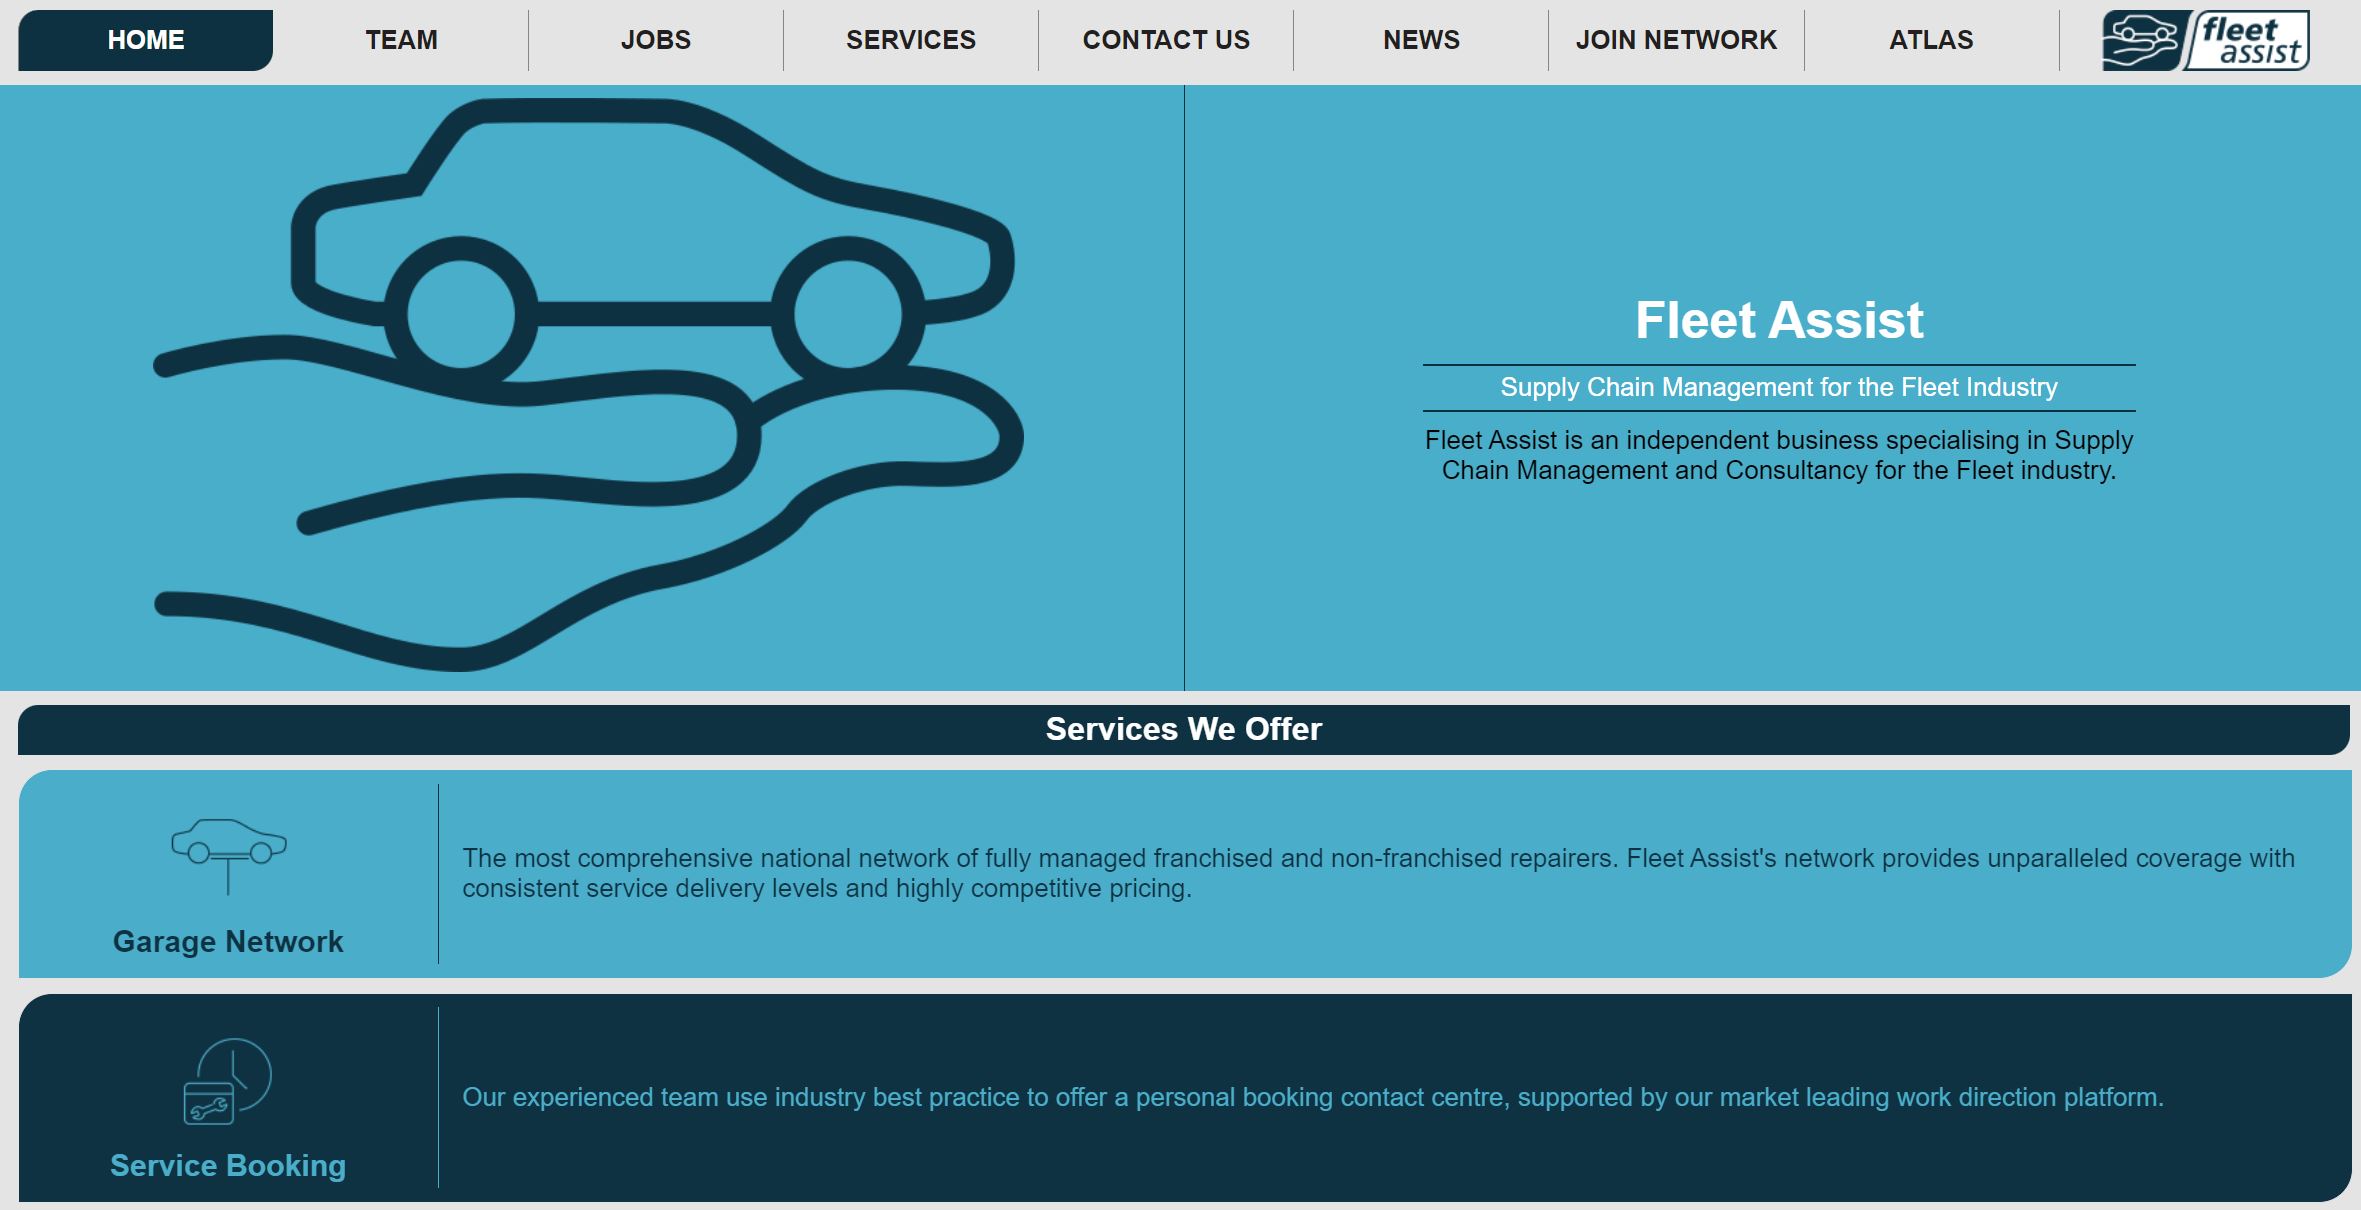 HOME
TEAM
JOBS
SERVICES
CONTACT US
NEWS
JOIN NETWORK
ATLAS
fleet
assist
Fleet Assist
Supply Chain Management for the Fleet Industry
Fleet Assist is an independent business specialising in Supply
Chain Management and Consultancy for the Fleet industry.
Services We Offer
Garage Network
The most comprehensive national network of fully managed franchised and non-franchised repairers. Fleet Assist's network provides unparalleled coverage with
consistent service delivery levels and highly competitive pricing.
Service Booking
Our experienced team use industry best practice to offer a personal booking contact centre, supported by our market leading work direction platform.